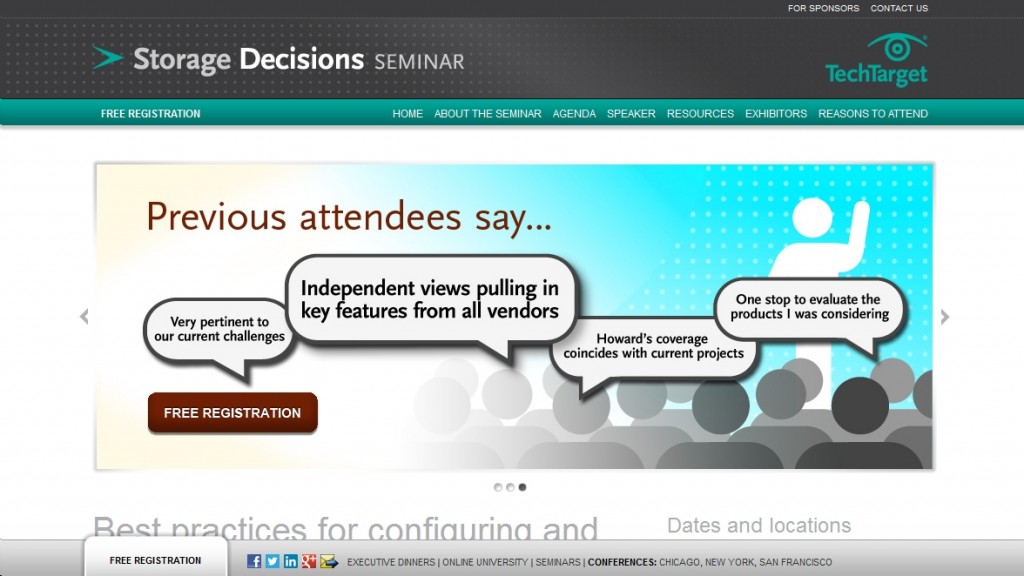 FOR SPONSORS CONTACT US
Storage Decisions SEMINAR
TechTarget
FREE REGISTRATION HOME ABOUT THE SEMINAR AGENDA SPEAKER RESOURCES EXHIBITORS REASONS TO ATTEND
Previous attendees say...
Very pertinent to
our current challenges
Independent views pulling in
key features from all vendors
Howard's coverage
coincides with current projects
One stop to evaluate the
products I was considering
FREE REGISTRATION
Best practices for configuring and
Dates and locations
FREE REGISTRATION
EXECUTIVE DINNERS | ONLINE UNIVERSITY | SEMINARS | CONFERENCES: CHICAGO, NEW YORK, SAN FRANCISCO